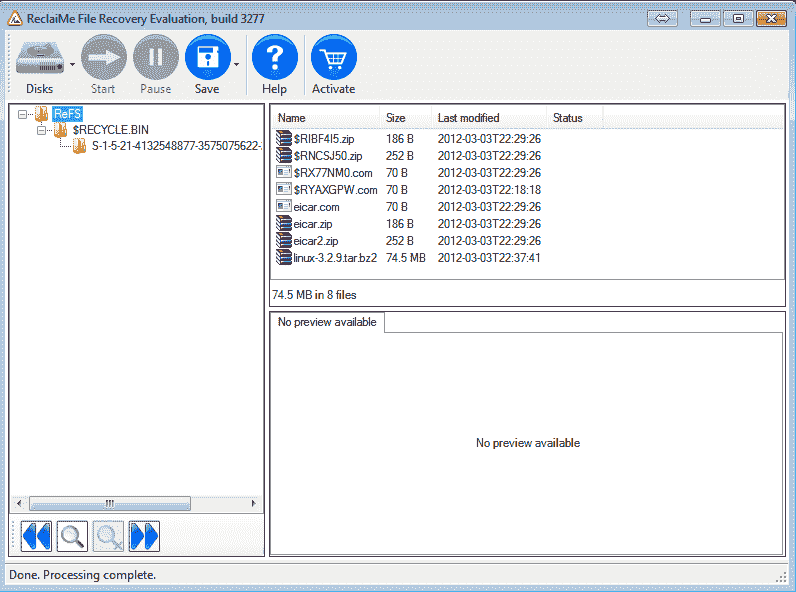 ReclaiMe File Recovery Evaluation, build 3277
Disks Start Pause Save Help Activate
ReFS
$RECYCLE.BIN
S-1-5-21-4132548877-3575075622-
Name Size Last modified Status
$RIBF4I5.zip 186 B 2012-03-03T22:29:26
$RNCSJ50.zip 252 B 2012-03-03T22:29:26
$RX77NM0.com 70 B 2012-03-03T22:29:26
$RYAXGPW.com 70 B 2012-03-03T22:18:18
eicar.com 70 B 2012-03-03T22:29:26
eicar.zip 186 B 2012-03-03T22:29:26
eicar2.zip 252 B 2012-03-03T22:29:26
linux-3.2.9.tar.bz2 74.5 MB 2012-03-03T22:37:41
74.5 MB in 8 files
No preview available
No preview available
Done. Processing complete.